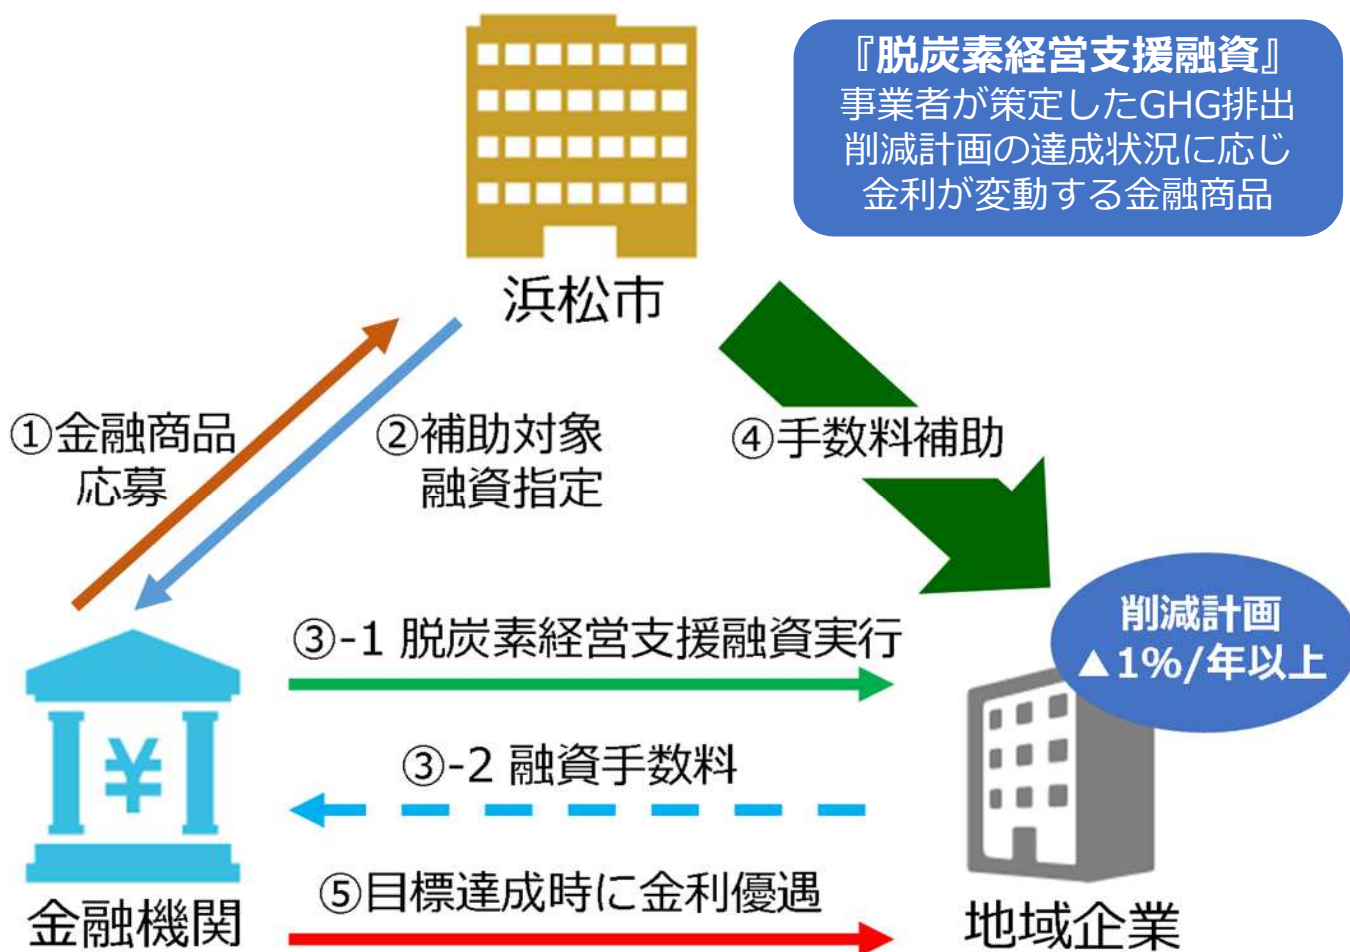 『脱炭素経営支援融資』
事業者が策定したGHG排出
削減計画の達成状況に応じ
金利が変動する金融商品
浜松市
①金融商品
応募
②補助対象
融資指定
④手数料補助
③-1 脱炭素経営支援融資実行
削減計画
▲1%/年以上
¥
③-2 融資手数料
⑤目標達成時に金利優遇
金融機関
地域企業